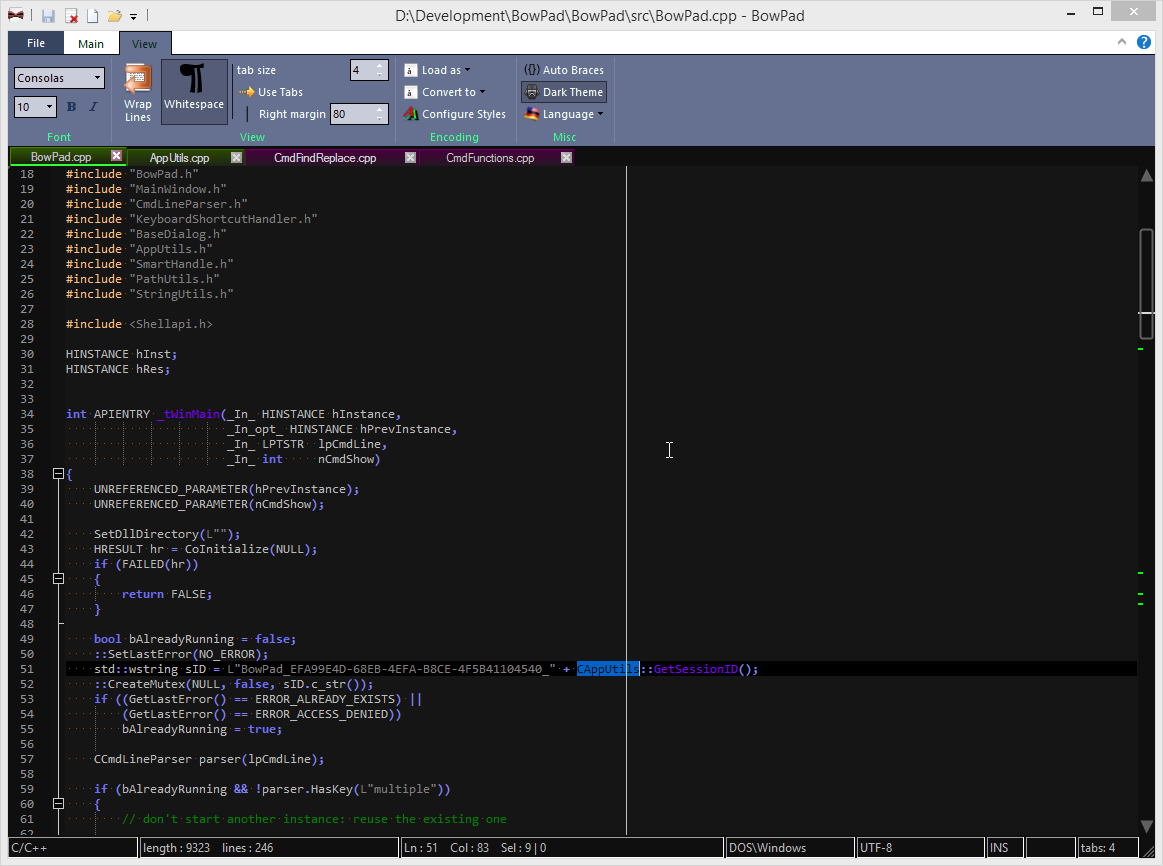 D:\Development\BowPad\BowPad\src\BowPad.cpp - BowPad
File Main View
Consolas
10 B I
Font
Wrap Lines
Whitespace
tab size 4
Use Tabs
Right margin 80
View
Load as
Convert to
Configure Styles
Encoding
Auto Braces
Dark Theme
Language
Misc
BowPad.cpp AppUtils.cpp CmdFindReplace.cpp CmdFunctions.cpp
18 #include "BowPad.h"
19 #include "MainWindow.h"
20 #include "CmdLineParser.h"
21 #include "KeyboardShortcutHandler.h"
22 #include "BaseDialog.h"
23 #include "AppUtils.h"
24 #include "SmartHandle.h"
25 #include "PathUtils.h"
26 #include "StringUtils.h"
27
28 #include <Shellapi.h>
29
30 HINSTANCE hInst;
31 HINSTANCE hRes;
32
33
34 int APIENTRY _tWinMain(_In_ HINSTANCE hInstance,
35 _In_opt_ HINSTANCE hPrevInstance,
36 _In_ LPTSTR lpCmdLine,
37 _In_ int nCmdShow)
38 {
39 UNREFERENCED_PARAMETER(hPrevInstance);
40 UNREFERENCED_PARAMETER(nCmdShow);
41
42 SetDllDirectory(L"");
43 HRESULT hr = CoInitialize(NULL);
44 if (FAILED(hr))
45 {
46 return FALSE;
47 }
48
49 bool bAlreadyRunning = false;
50 ::SetLastError(NO_ERROR);
51 std::wstring sID = L"BowPad_EFA99E4D-68EB-4EFA-B8CE-4F5B41104540_" + CAppUtils::GetSessionID();
52 ::CreateMutex(NULL, false, sID.c_str());
53 if ((GetLastError() == ERROR_ALREADY_EXISTS) ||
54 (GetLastError() == ERROR_ACCESS_DENIED))
55 bAlreadyRunning = true;
56
57 CCmdLineParser parser(lpCmdLine);
58
59 if (bAlreadyRunning && !parser.HasKey(L"multiple"))
60 {
61 // don't start another instance: reuse the existing one
62
C/C++ length : 9323 lines : 246 Ln : 51 Col : 83 Sel : 9 | 0 DOS\Windows UTF-8 INS tabs: 4